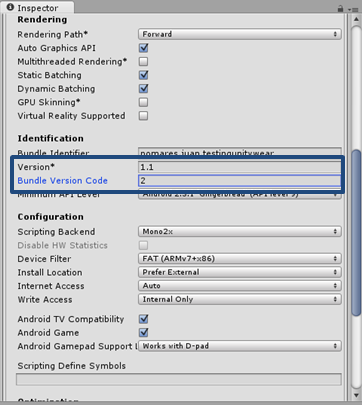 Inspector
Rendering
Rendering Path* Forward
Auto Graphics API
Multithreaded Rendering*
Static Batching
Dynamic Batching
GPU Skinning*
Virtual Reality Supported
Identification
Bundle Identifier pomares.juan.testingunitywear
Version* 1.1
Bundle Version Code 2
Minimum API Level Android 2.3.1 'Gingerbread' (API level 9)
Configuration
Scripting Backend Mono2x
Disable HW Statistics
Device Filter FAT (ARMv7+x86)
Install Location Prefer External
Internet Access Auto
Write Access Internal Only
Android TV Compatibility
Android Game
Android Gamepad Support L Works with D-pad
Scripting Define Symbols
Optimization